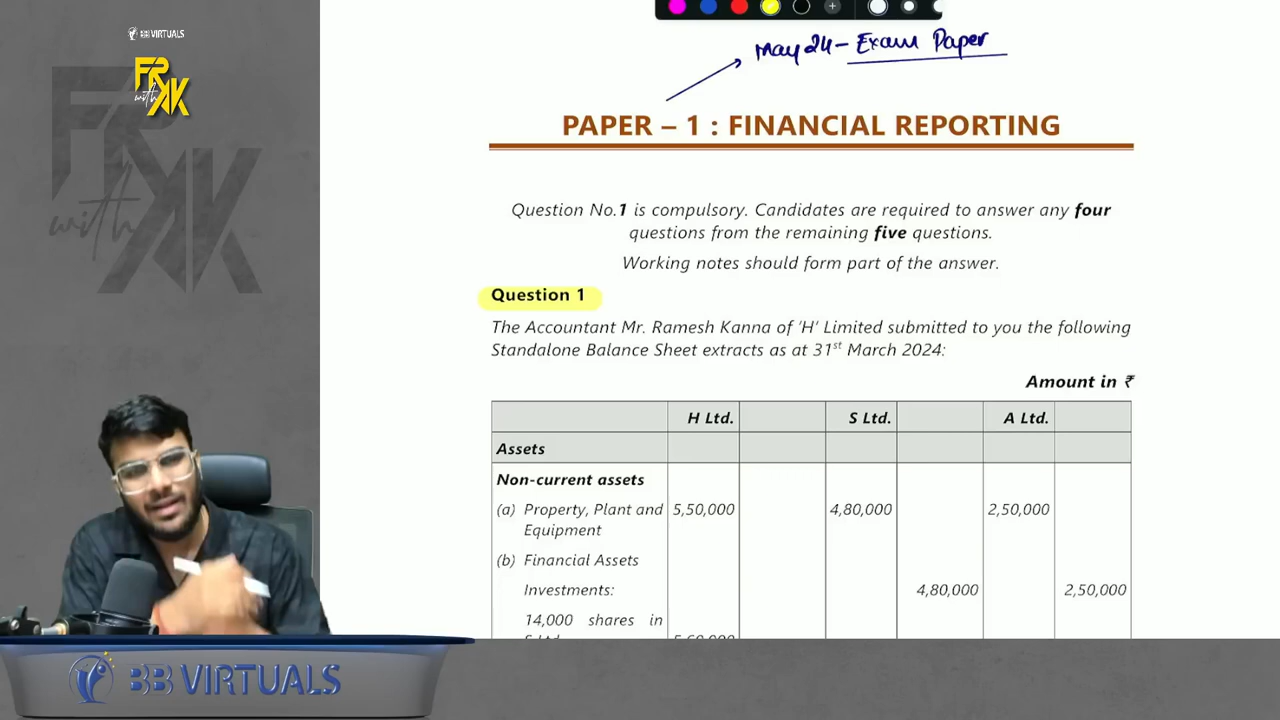 BB VIRTUALS
FR
with
AK
FR
with
AK
May 24 - Exam Paper
PAPER – 1 : FINANCIAL REPORTING
Question No.1 is compulsory. Candidates are required to answer any four
questions from the remaining five questions.
Working notes should form part of the answer.
Question 1
The Accountant Mr. Ramesh Kanna of 'H' Limited submitted to you the following
Standalone Balance Sheet extracts as at 31st March 2024:
Amount in ₹
H Ltd. S Ltd. A Ltd.
Assets
Non-current assets
(a) Property, Plant and 5,50,000 4,80,000 2,50,000
Equipment
(b) Financial Assets
Investments: 4,80,000 2,50,000
14,000 shares in
BB VIRTUALS